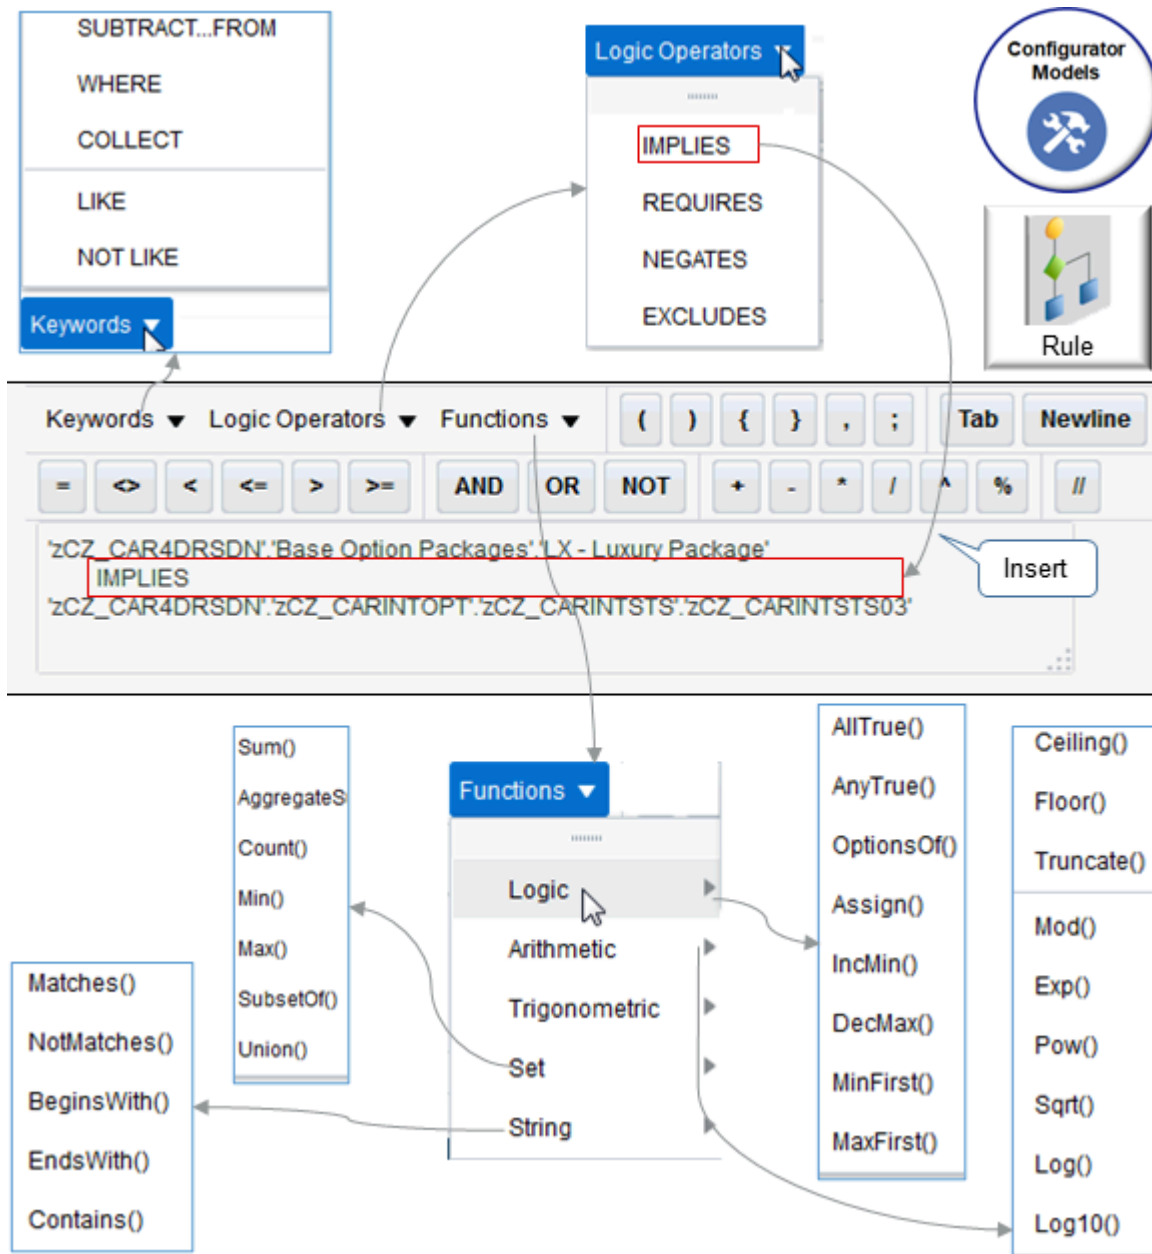 SUBTRACT...FROM
WHERE
COLLECT
LIKE
NOT LIKE
Keywords
Logic Operators
IMPLIES
REQUIRES
NEGATES
EXCLUDES
Configurator
Models
Rule
Keywords Logic Operators Functions ( ) { } , ; Tab Newline
= <> < <= > >= AND OR NOT + - * / ^ % //
'zCZ_CAR4DRSDN'.'Base Option Packages'.'LX - Luxury Package'
IMPLIES
'zCZ_CAR4DRSDN'.'zCZ_CARINTOPT'.'zCZ_CARINTSTS'.'zCZ_CARINTSTS03'
Insert
Sum()
AggregateS
Count()
Min()
Max()
SubsetOf()
Union()
Matches()
NotMatches()
BeginsWith()
EndsWith()
Contains()
Functions
Logic
Arithmetic
Trigonometric
Set
String
AllTrue()
AnyTrue()
OptionsOf()
Assign()
IncMin()
DecMax()
MinFirst()
MaxFirst()
Ceiling()
Floor()
Truncate()
Mod()
Exp()
Pow()
Sqrt()
Log()
Log10()